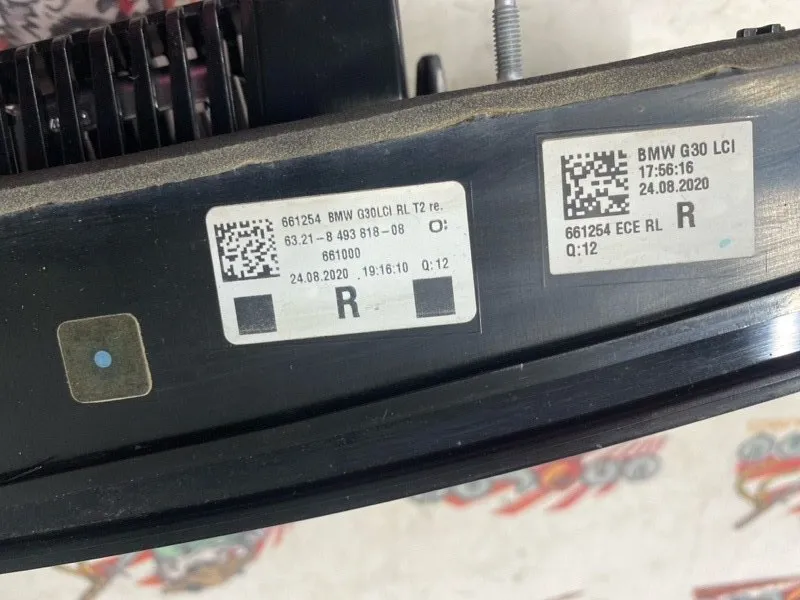 661254 BMW G30LCI RL T2 re.
63.21-8 493 818-08 O:
661000
24.08.2020 .19:16:10 Q:12
R
BMW G30 LCI
17:56:16
24.08.2020
661254 ECE RL R
Q:12